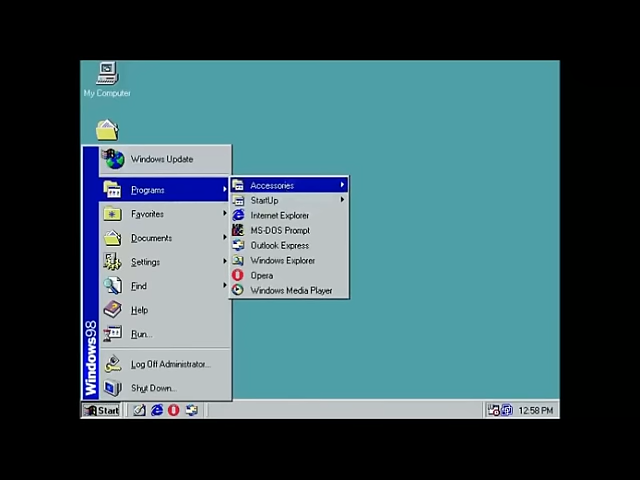 My Computer
Windows Update
Programs
Favorites
Documents
Settings
Find
Help
Run...
Log Off Administrator...
Shut Down...
Windows98
Accessories
StartUp
Internet Explorer
MS-DOS Prompt
Outlook Express
Windows Explorer
Opera
Windows Media Player
Start
12:58 PM